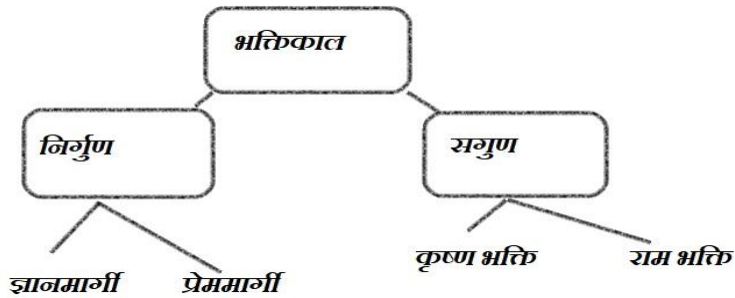 भक्तिकाल
निर्गुण
सगुण
ज्ञानमार्गी
प्रेममार्गी
कृष्ण भक्ति
राम भक्ति